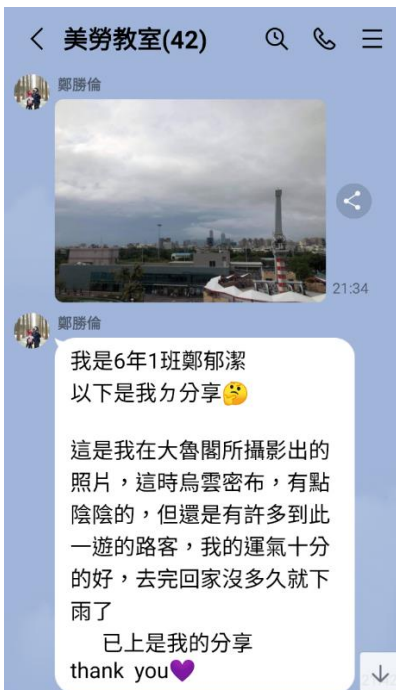 美勞教室(42)
鄭勝倫
21:34
鄭勝倫
我是6年1班鄭郁潔
以下是我ㄉ分享🤔
這是我在大魯閣所攝影出的
照片，這時烏雲密布，有點
陰陰的，但還是有許多到此
一遊的路客，我的運氣十分
的好，去完回家沒多久就下
雨了
已上是我的分享
thank you💜